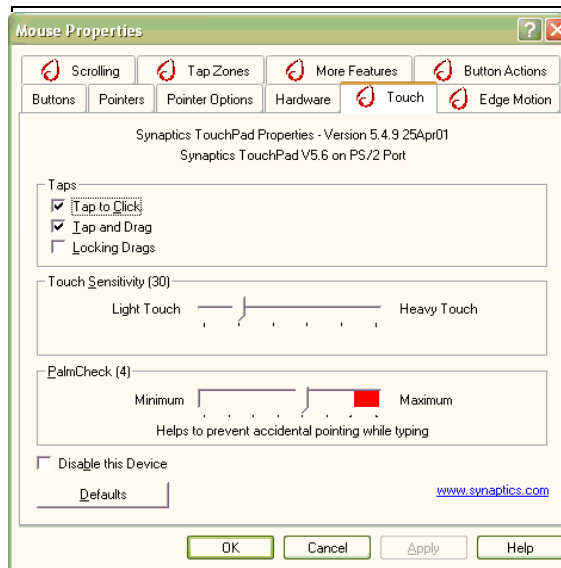 Mouse Properties
Scrolling Tap Zones More Features Button Actions
Buttons Pointers Pointer Options Hardware Touch Edge Motion
Synaptics TouchPad Properties - Version 5.4.9 25Apr01
Synaptics TouchPad V5.6 on PS/2 Port
Taps
Tap to Click
Tap and Drag
Locking Drags
Touch Sensitivity (30)
Light Touch Heavy Touch
PalmCheck (4)
Minimum Maximum
Helps to prevent accidental pointing while typing
Disable this Device
Defaults www.synaptics.com
OK Cancel Apply Help